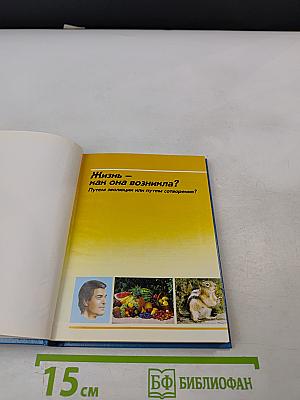 Жизнь –
как она возникла?
Путем эволюции или путем сотворения?
15 см
БФ БИБЛИОФАН